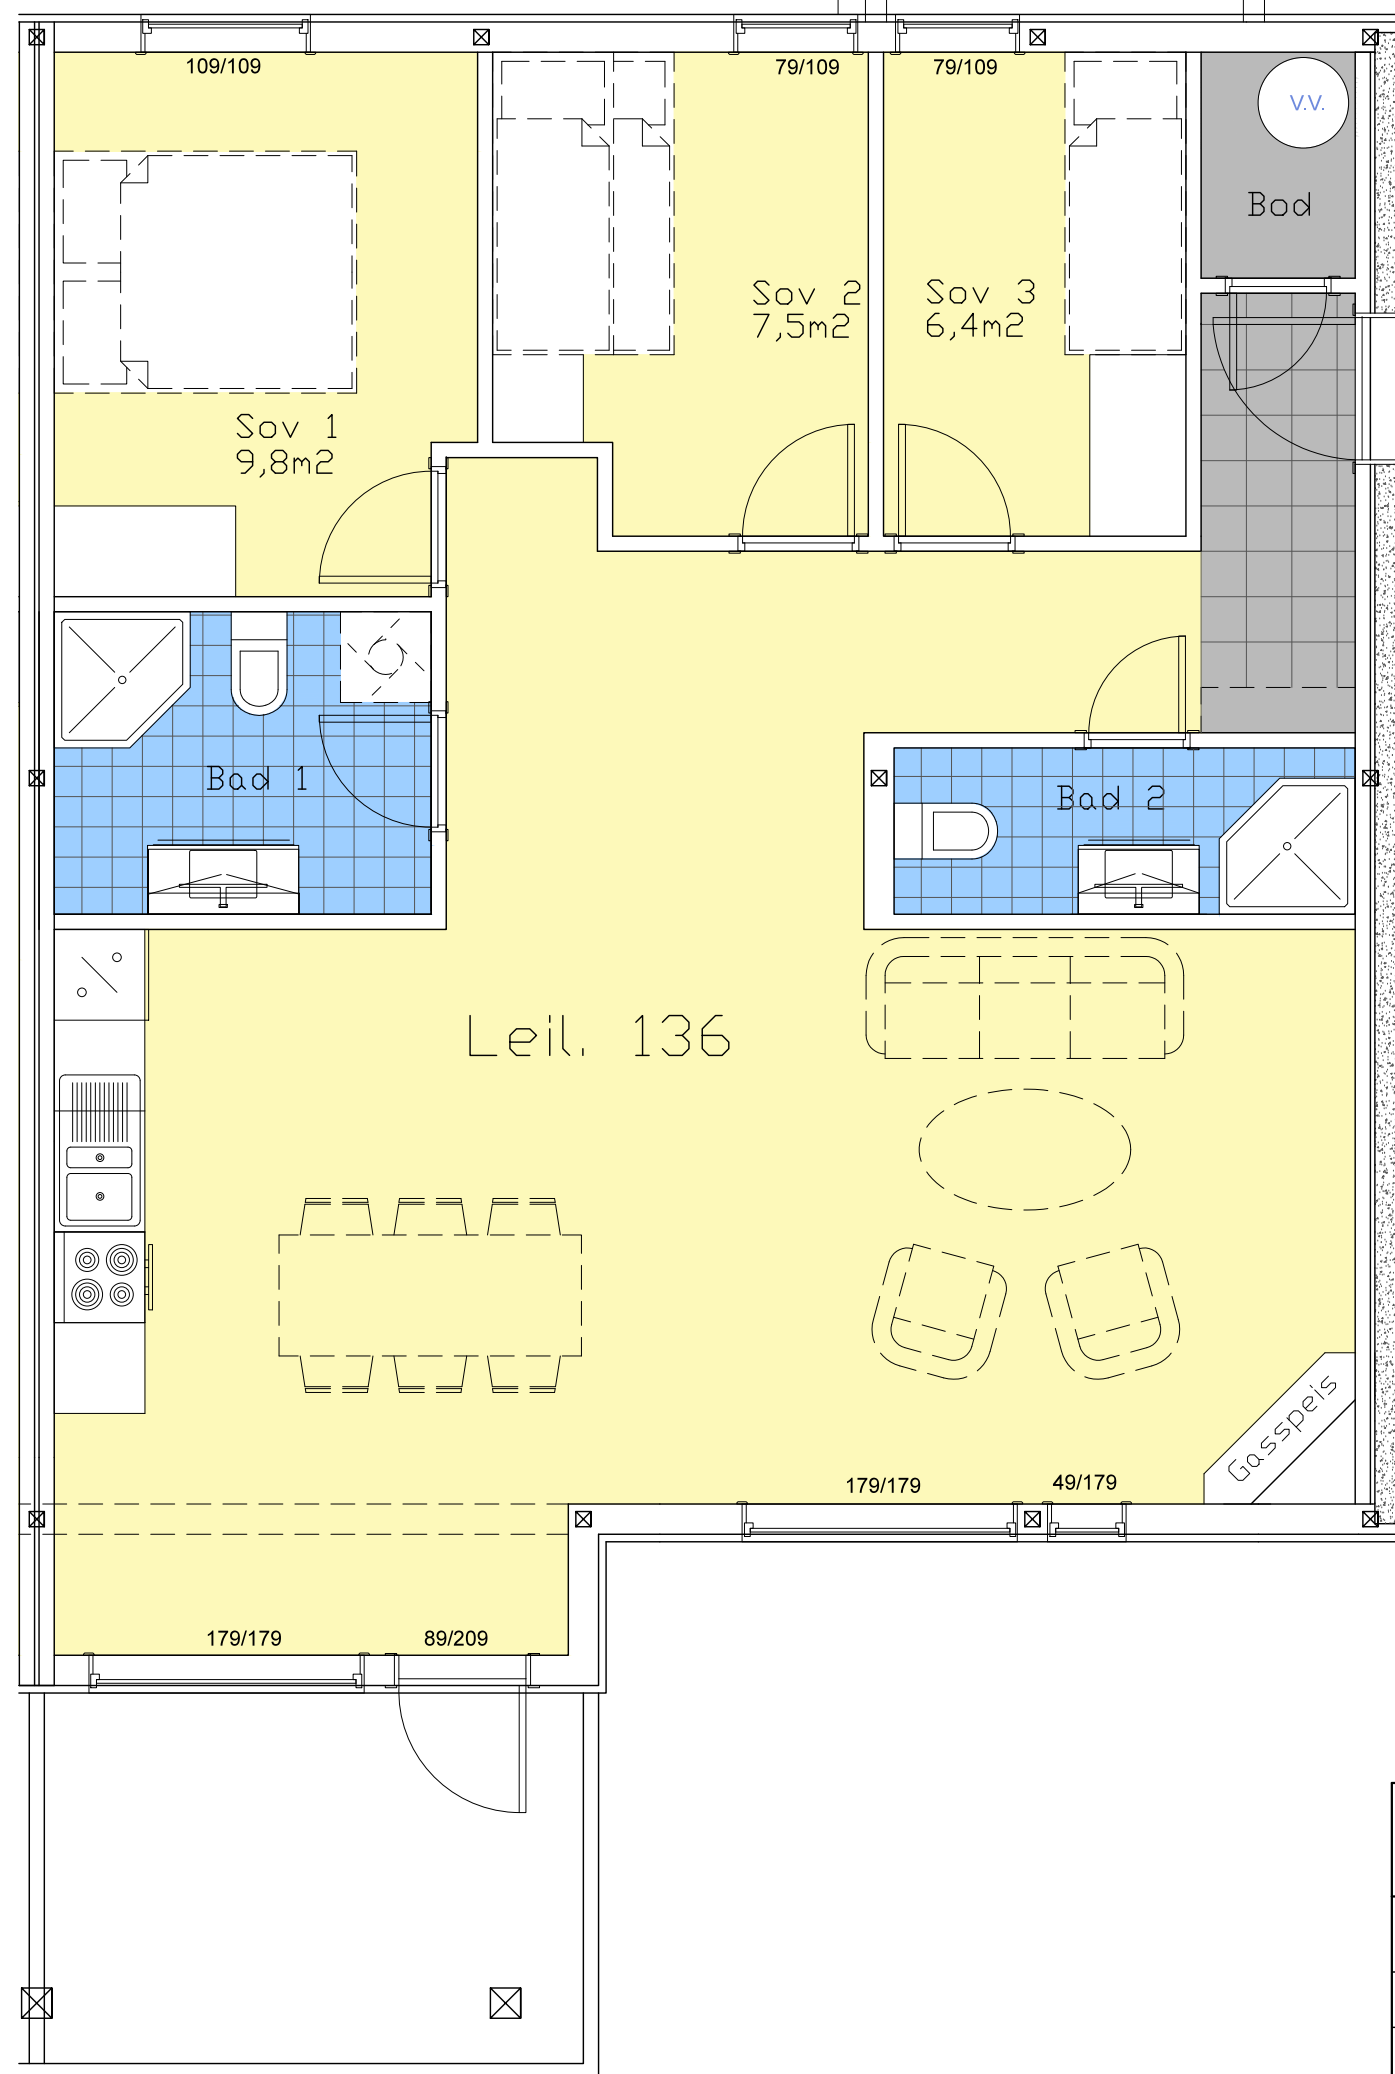 109/109
79/109
79/109
V.V.
Bod
Sov 2
7,5m2
Sov 3
6,4m2
Sov 1
9,8m2
Bad 1
Bad 2
Leil. 136
Gasspeis
179/179
49/179
179/179
89/209